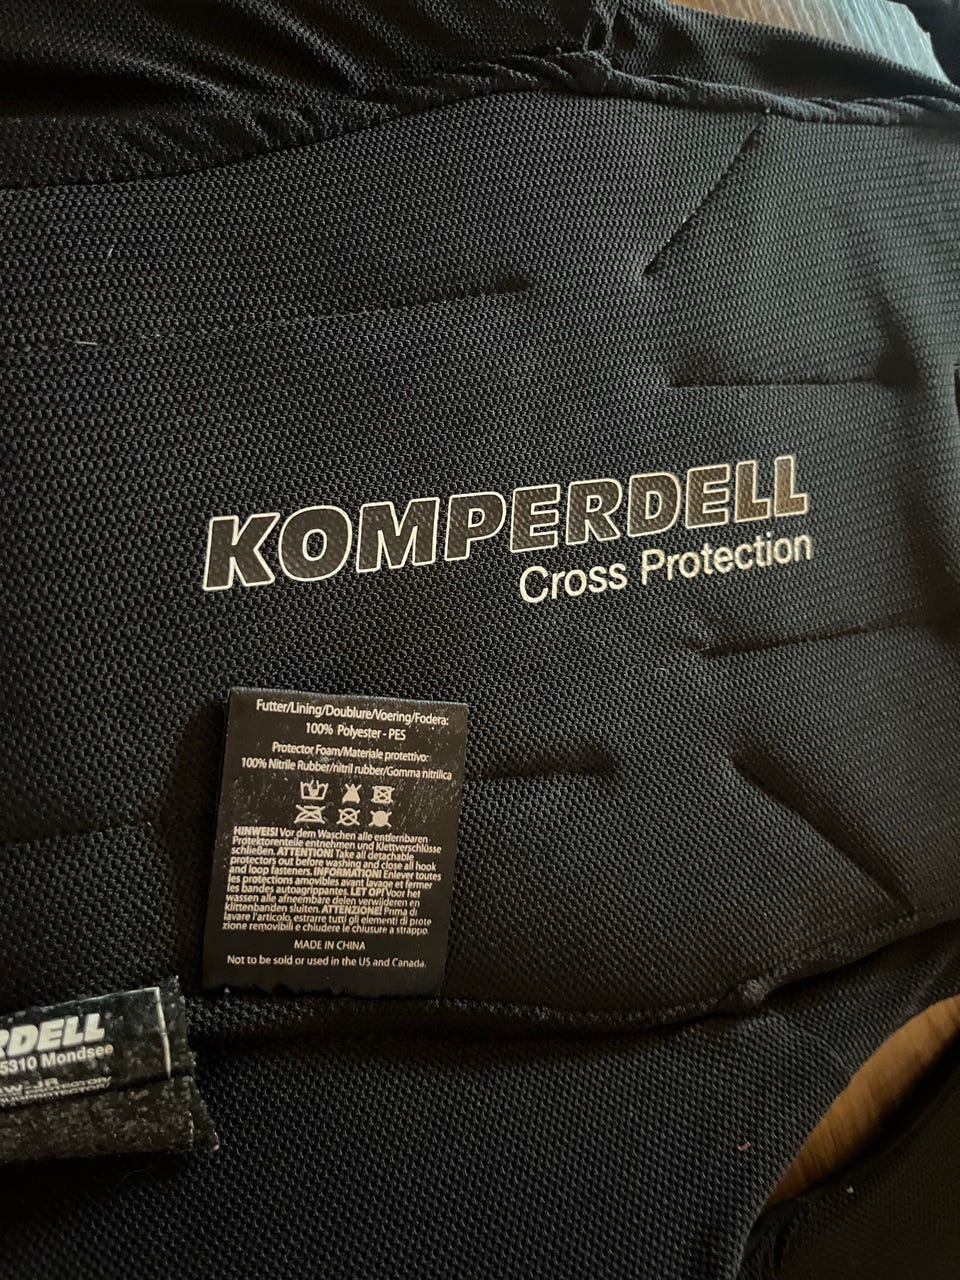 KOMPERDELL
Cross Protection
Futter/Lining/Doublure/Voering/Fodera:
100% Polyester - PES
Protector Foam/Materiale protettivo:
100% Nitrile Rubber/nitril rubber/Gomma nitrilica
HINWEIS! Vor dem Waschen alle entfernbaren
Protektorenteile entnehmen und Klettverschlüsse
schließen. ATTENTION! Take all detachable
protectors out before washing and close all hook
and loop fasteners. INFORMATION! Enlever toutes
les protections amovibles avant lavage et fermer
les bandes autoagrippantes. LET OP! Voor het
wassen alle afneembare delen verwijderen en
klittenbanden sluiten. ATTENZIONE! Prima di
lavare l'articolo, estrarre tutti gli elementi di prote
zione removibili e chiudere le chiusure a strappo.
MADE IN CHINA
Not to be sold or used in the US and Canada.
RDELL
5310 Mondsee